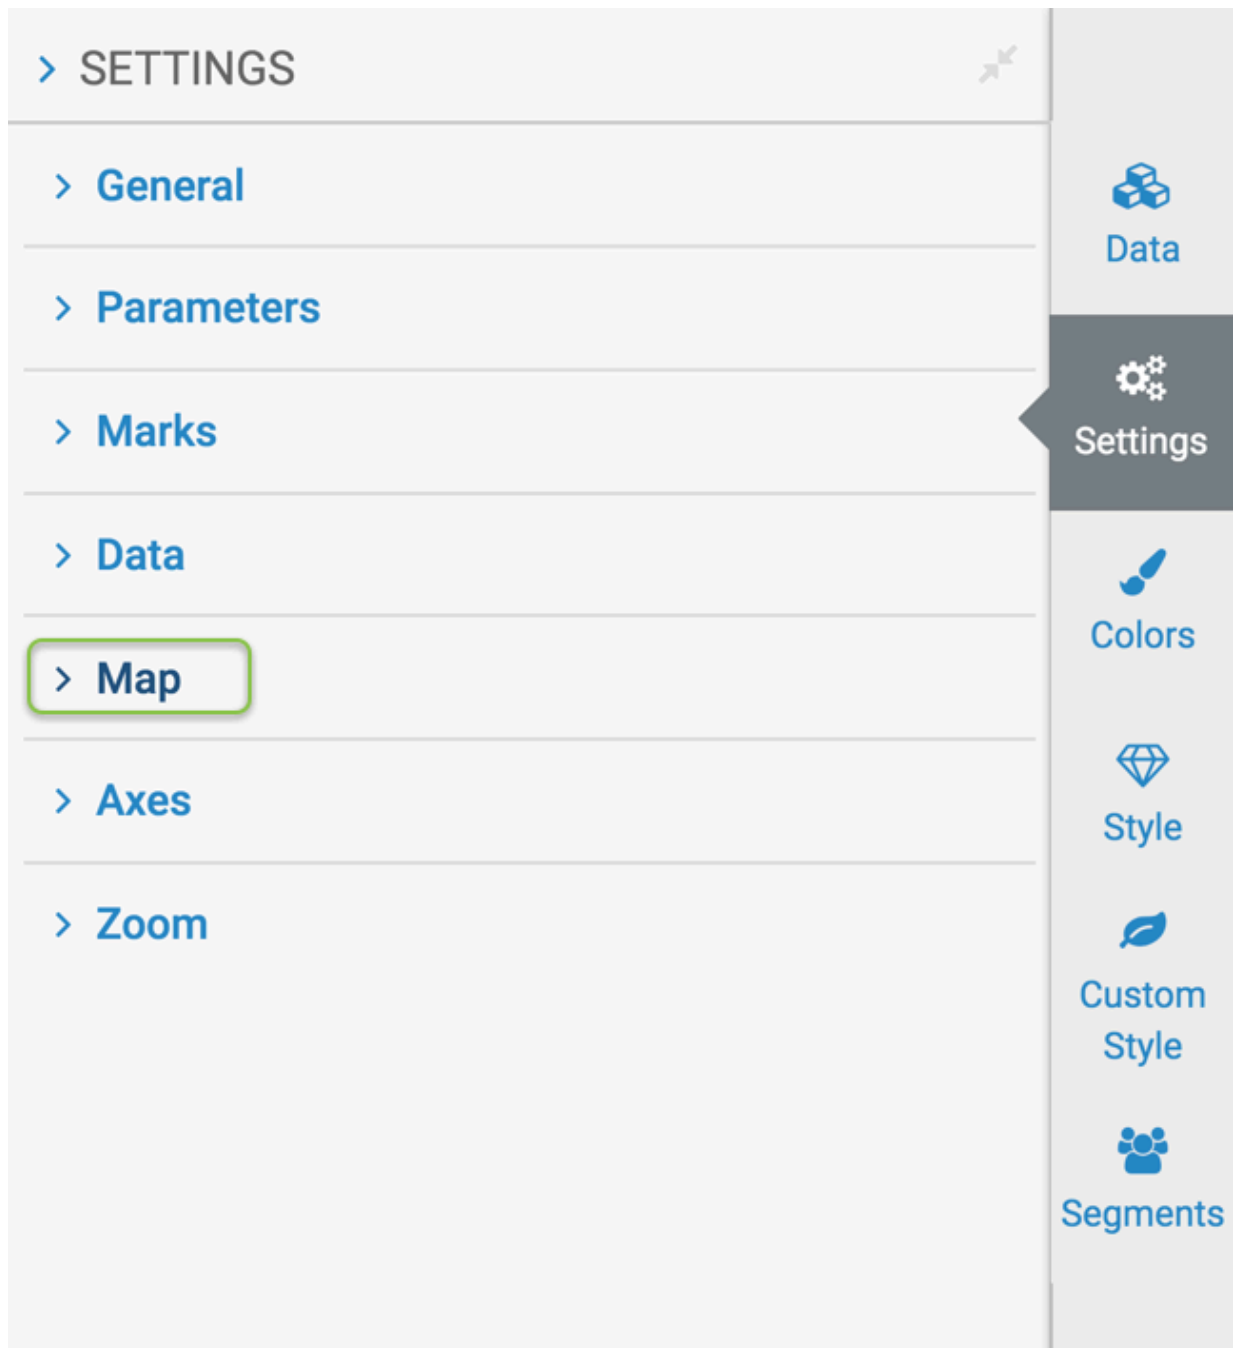 SETTINGS
General
Parameters
Marks
Data
Map
Axes
Zoom
Data
Settings
Colors
Style
Custom
Style
Segments